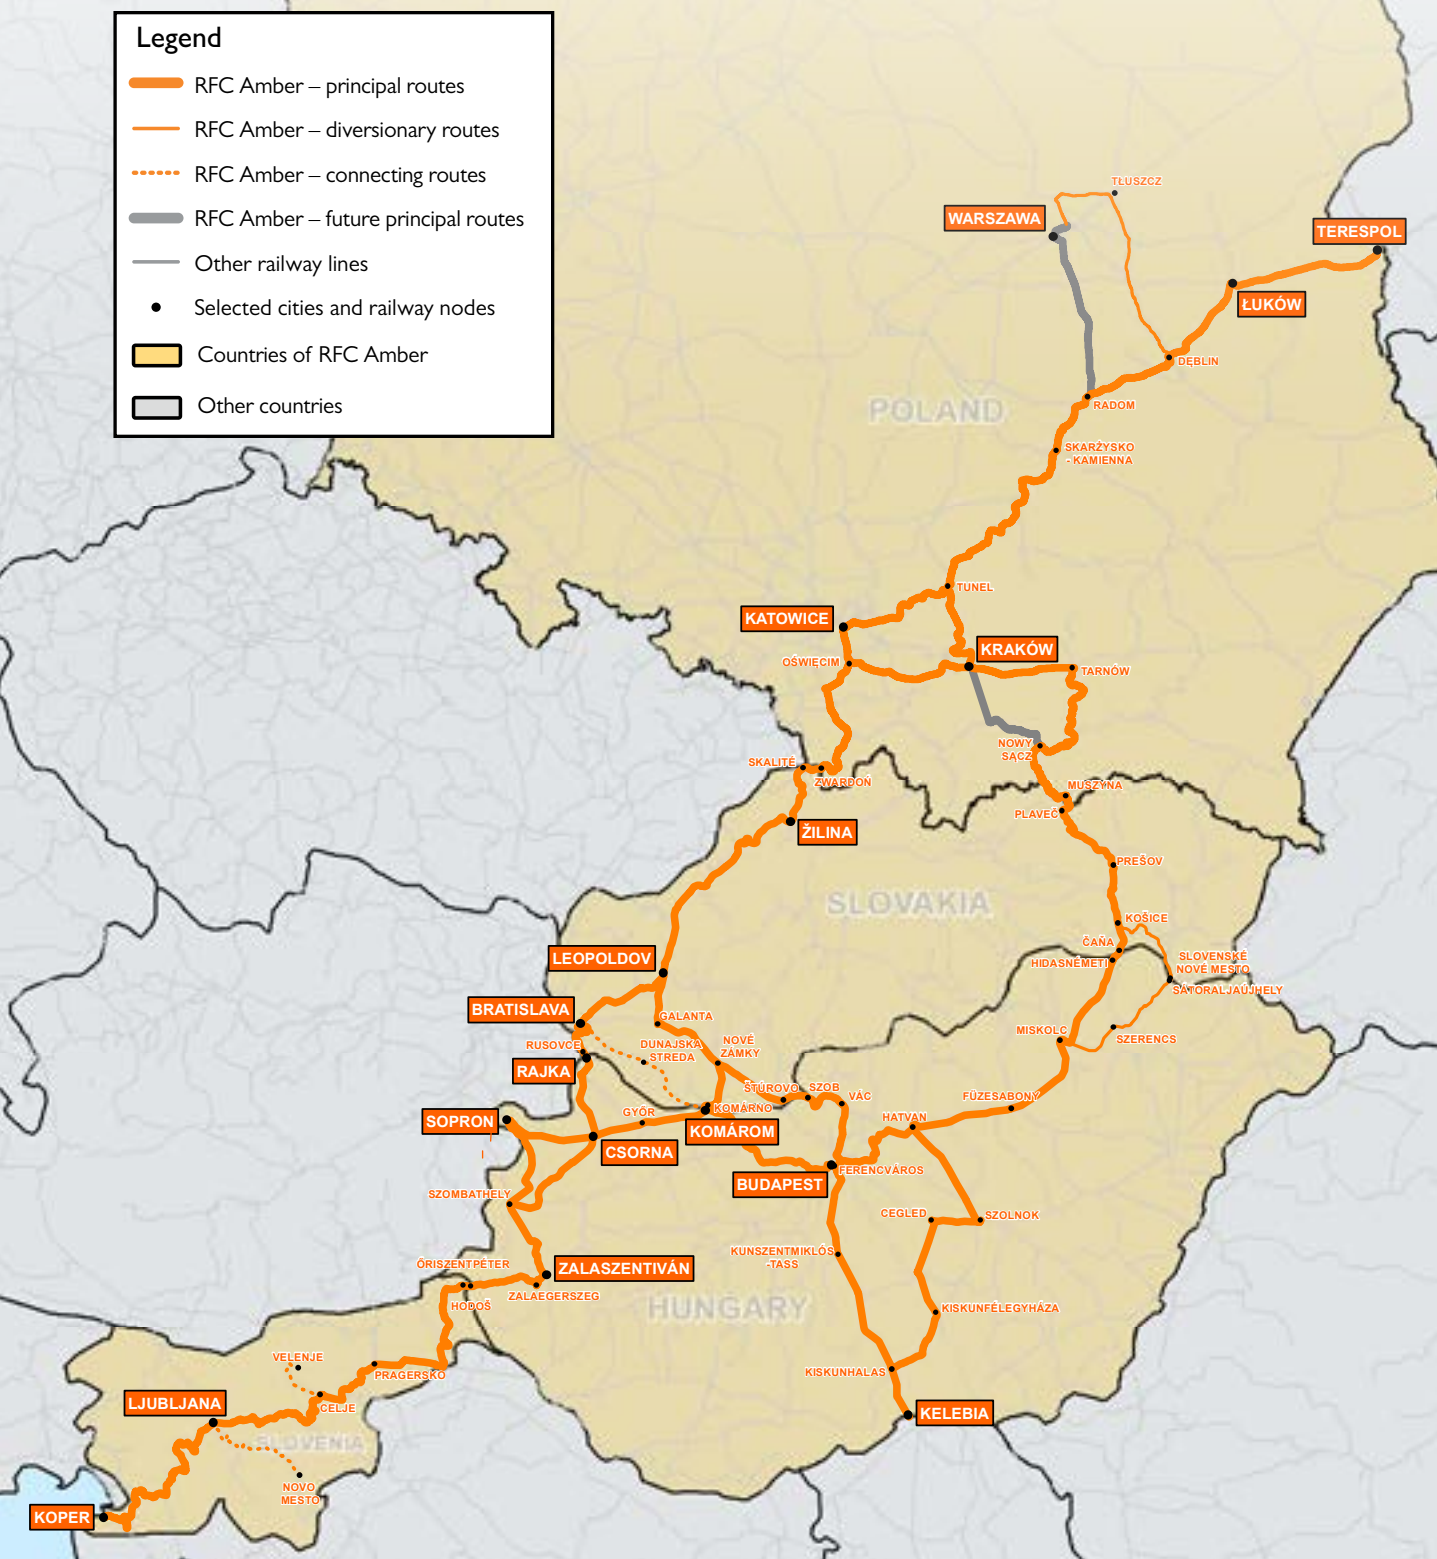 Legend
RFC Amber – principal routes
RFC Amber – diversionary routes
RFC Amber – connecting routes
RFC Amber – future principal routes
Other railway lines
Selected cities and railway nodes
Countries of RFC Amber
Other countries
TŁUSZCZ
WARSZAWA
TERESPOL
ŁUKÓW
DĘBLIN
RADOM
POLAND
SKARŻYSKO
- KAMIENNA
TUNEL
KATOWICE
KRAKÓW
OŚWIĘCIM
TARNÓW
NOWY
SĄCZ
SKALITÉ
ZWARDOŃ
MUSZYNA
PLAVEČ
ŽILINA
PREŠOV
SLOVAKIA
KOŠICE
ČAŇA
HIDASNÉMETI
SLOVENSKÉ
NOVÉ MESTO
SÁTORALJAÚJHELY
LEOPOLDOV
BRATISLAVA
GALANTA
RUSOVCE
DUNAJSKÁ
STREDA
NOVÉ
ZÁMKY
MISKOLC
SZERENCS
RAJKA
ŠTÚROVO
SZOB
VÁC
FÜZESABONY
SOPRON
GYŐR
KOMÁRNO
HATVAN
KOMÁROM
CSORNA
BUDAPEST
FERENCVÁROS
SZOMBATHELY
CEGLÉD
SZOLNOK
KUNSZENTMIKLÓS
-TASS
ŐRISZENTPÉTER
ZALASZENTIVÁN
HODOŠ
ZALAEGERSZEG
HUNGARY
KISKUNFÉLEGYHÁZA
VELENJE
PRAGERSKO
KISKUNHALAS
LJUBLJANA
CELJE
KELEBIA
SLOVENIA
NOVO
MESTO
KOPER